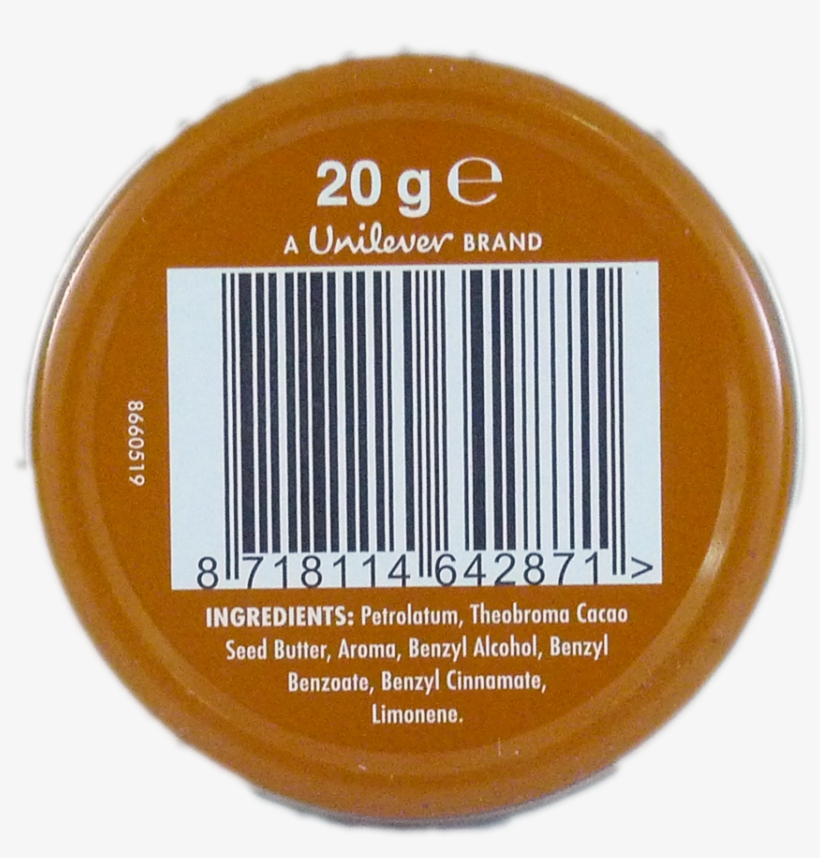 20 g ℮
A Unilever BRAND
8660519
8 718114 642871 >
INGREDIENTS: Petrolatum, Theobroma Cacao
Seed Butter, Aroma, Benzyl Alcohol, Benzyl
Benzoate, Benzyl Cinnamate,
Limonene.